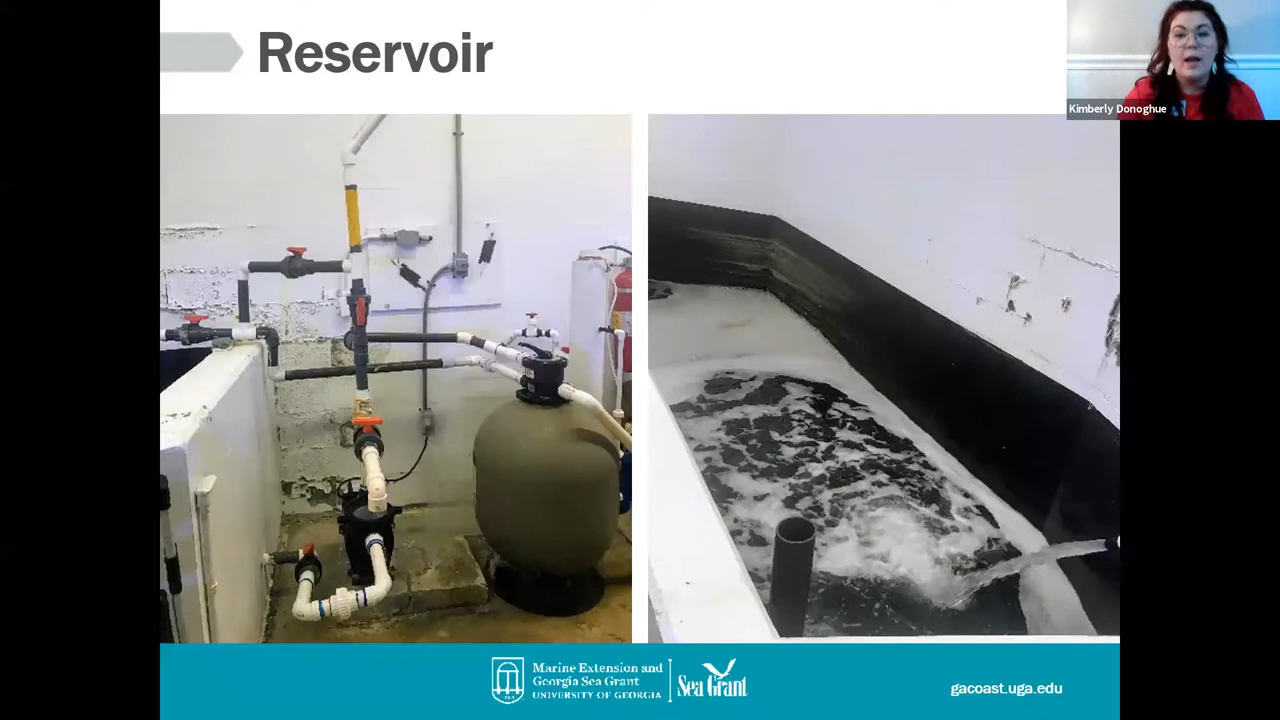 Reservoir
Kimberly Donoghue
Marine Extension and
Georgia Sea Grant
UNIVERSITY OF GEORGIA
Sea Grant
gacoast.uga.edu